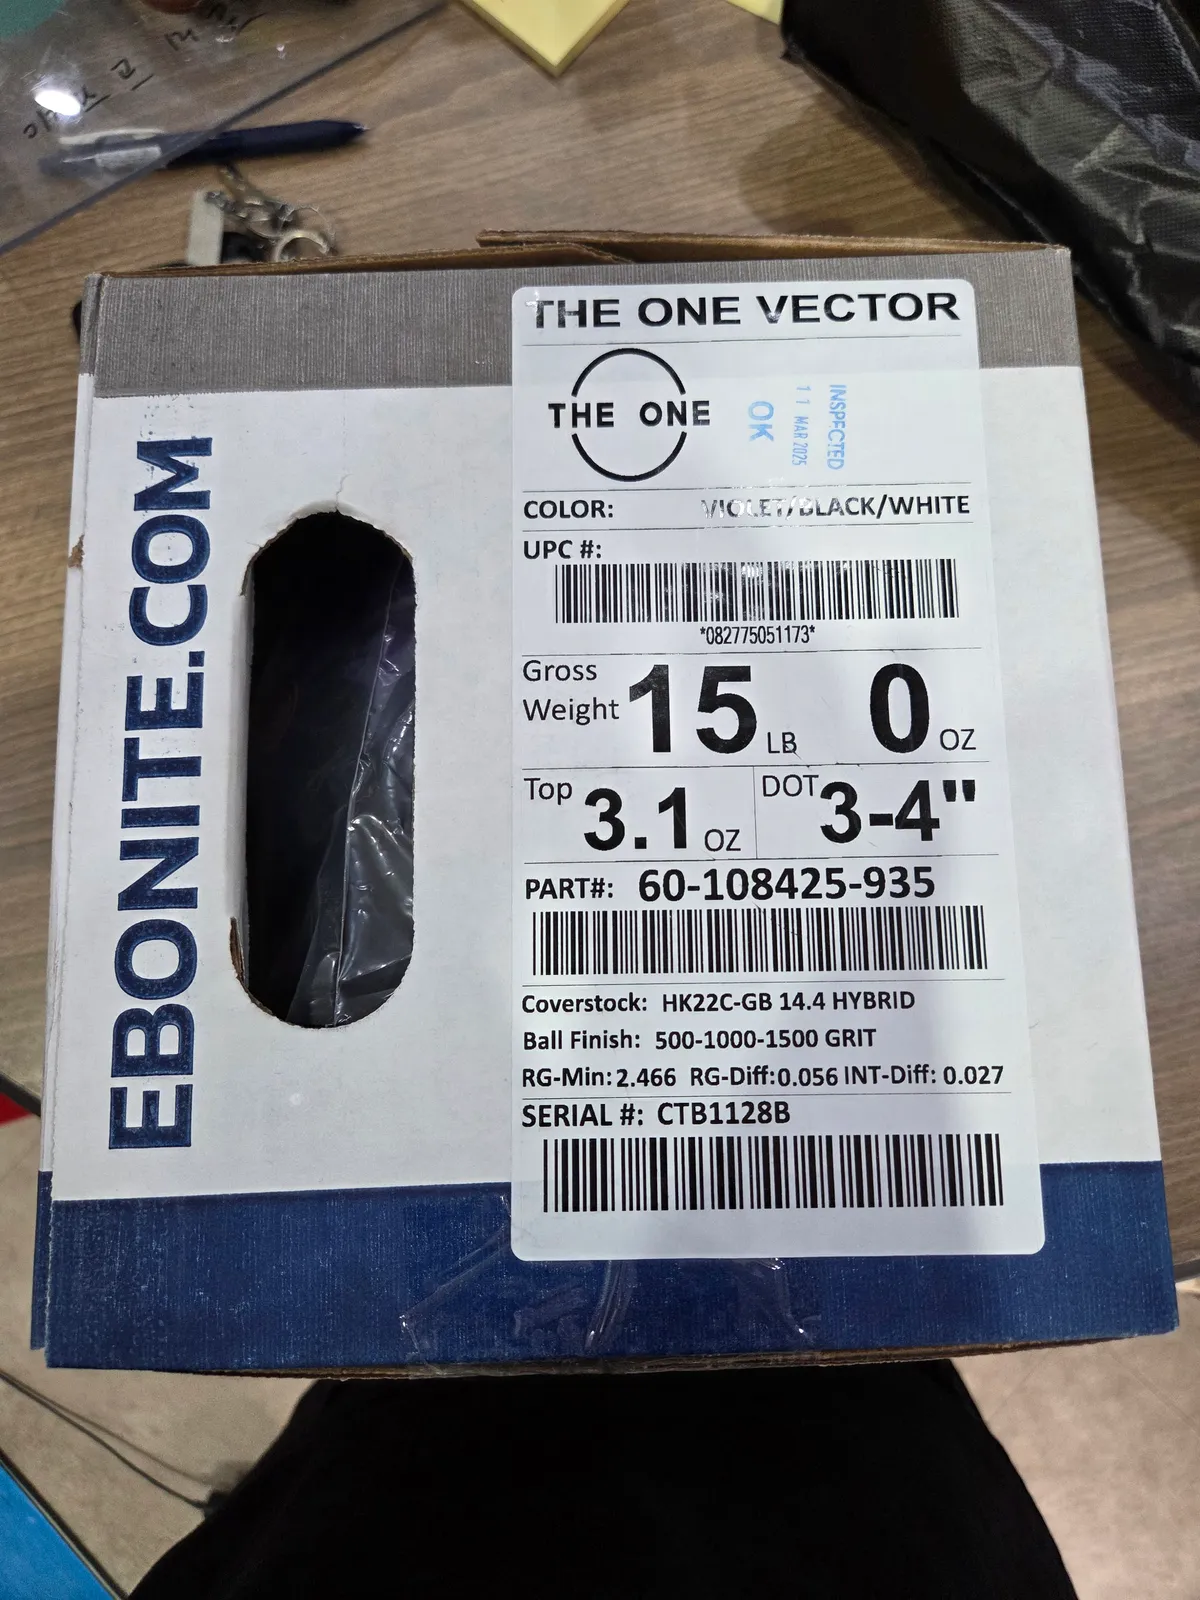 THE ONE VECTOR
THE ONE
OK
11 MAR 2025
INSPECTED
COLOR: VIOLET/BLACK/WHITE
UPC #:
*082775051173*
Gross Weight 15 LB 0 OZ
Top 3.1 OZ DOT 3-4"
PART#: 60-108425-935
Coverstock: HK22C-GB 14.4 HYBRID
Ball Finish: 500-1000-1500 GRIT
RG-Min: 2.466 RG-Diff: 0.056 INT-Diff: 0.027
SERIAL #: CTB1128B
EBONITE.COM